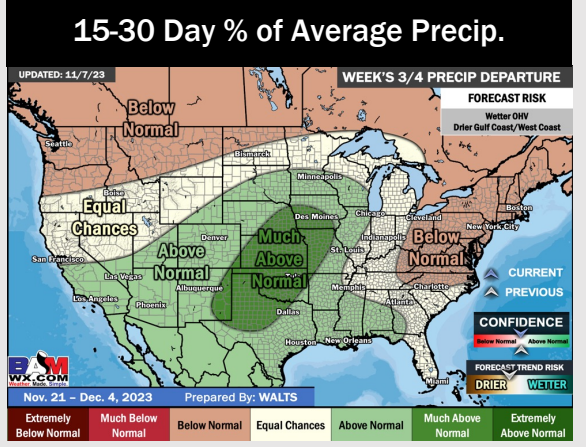 15-30 Day % of Average Precip.
UPDATED: 11/7/23
WEEK'S 3/4 PRECIP DEPARTURE
FORECAST RISK
Wetter OHV
Drier Gulf Coast/West Coast
Below
Normal
Seattle
Bismarck
Minneapolis
Boise
Equal
Chances
Boston
Chicago
Cleveland
New York City
Des Moines
Indianapolis
Below
Normal
San Francisco
Denver
Much
Above
Normal
St. Louis
Above
Normal
Las Vegas
Albuquerque
Los Angeles
Phoenix
Memphis
Charlotte
Atlanta
Dallas
Houston
New Orleans
Miami
CURRENT
PREVIOUS
CONFIDENCE
Below Normal
Above Normal
FORECAST TREND RISK
DRIER
WETTER
BAM
WX.COM
Weather. Made. Simple.
Nov. 21 – Dec. 4, 2023
Prepared By: WALTS
Extremely
Below Normal
Much Below
Normal
Below Normal
Equal Chances
Above Normal
Much Above
Normal
Extremely
Above Normal